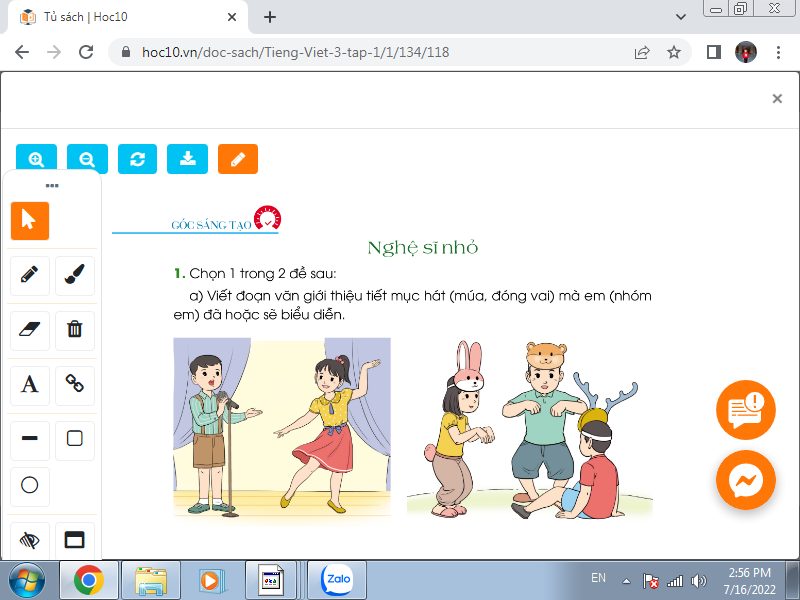 Tủ sách | Hoc10
hoc10.vn/doc-sach/Tieng-Viet-3-tap-1/1/134/118
GÓC SÁNG TẠO
Nghệ sĩ nhỏ
1. Chọn 1 trong 2 đề sau:
a) Viết đoạn văn giới thiệu tiết mục hát (múa, đóng vai) mà em (nhóm
em) đã hoặc sẽ biểu diễn.
A
Zalo
EN
2:56 PM
7/16/2022